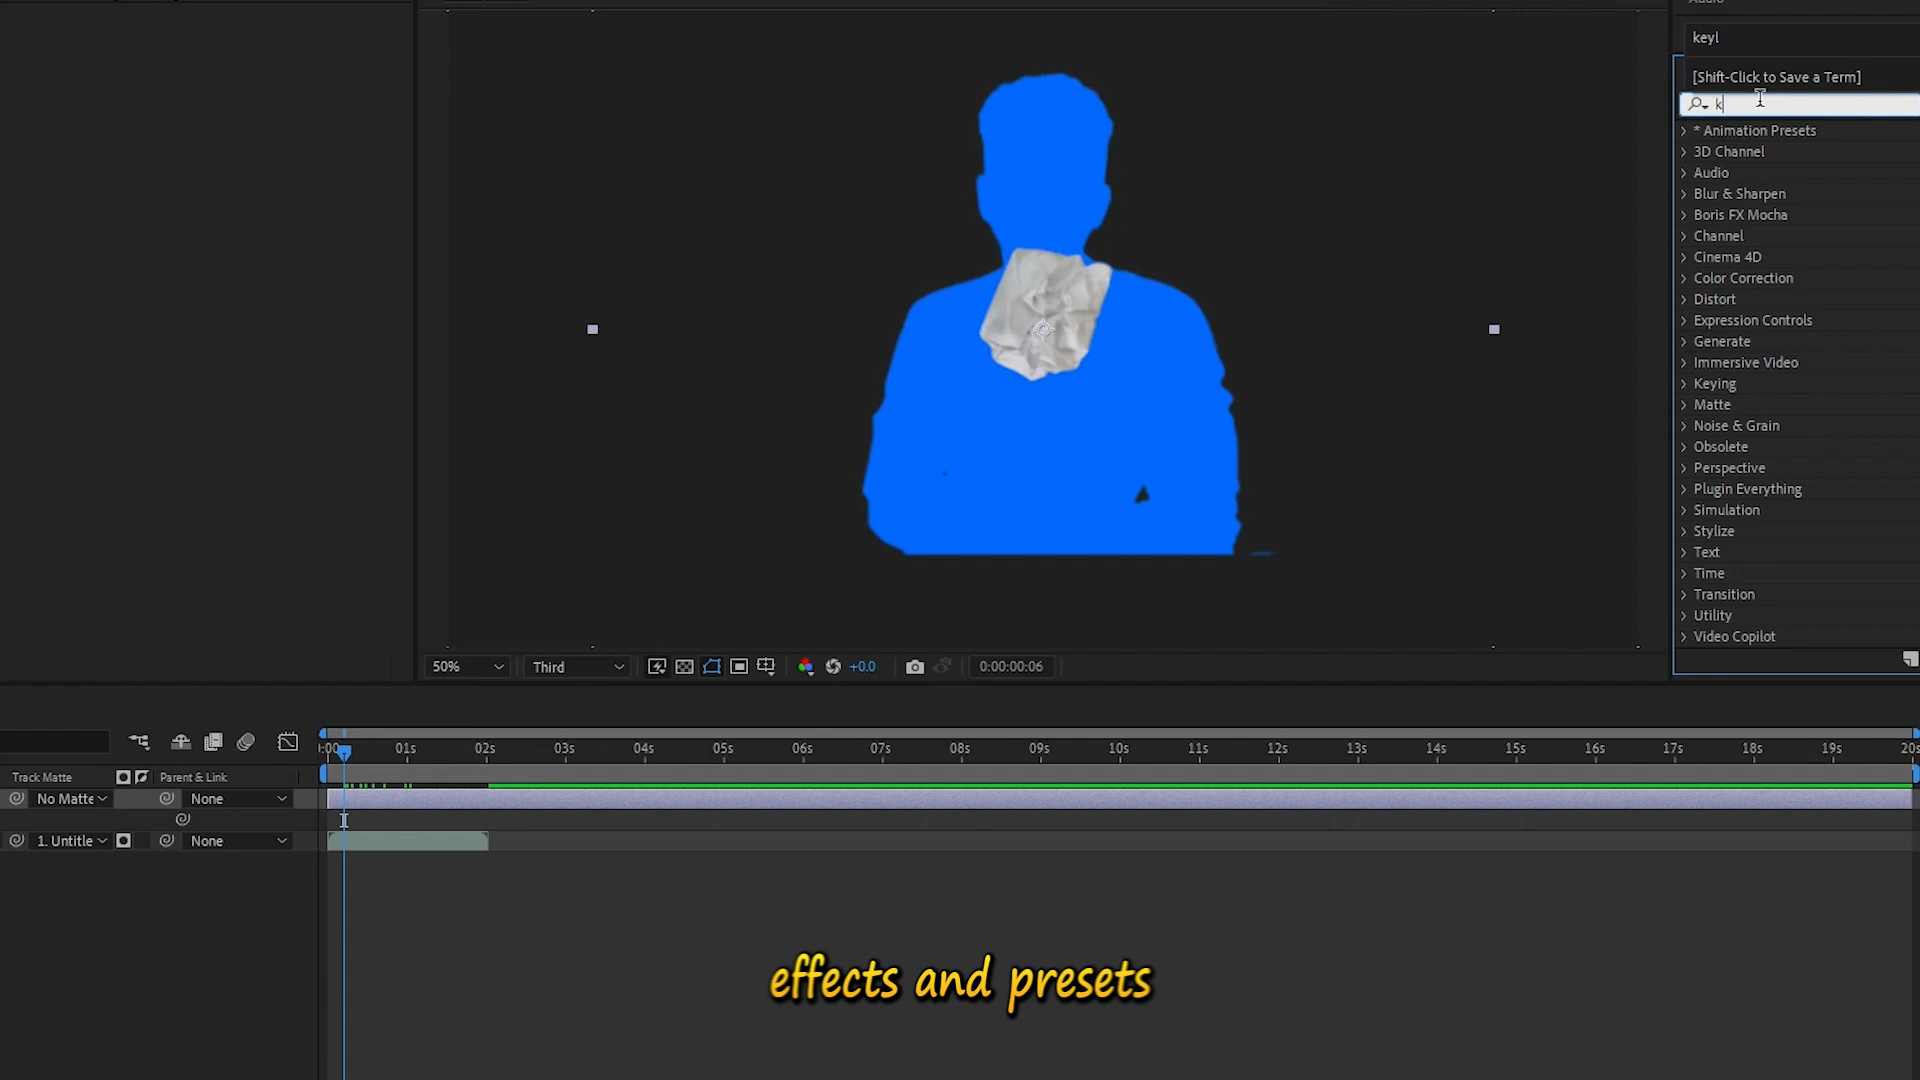 keyl
[Shift-Click to Save a Term]
k
* Animation Presets
3D Channel
Audio
Blur & Sharpen
Boris FX Mocha
Channel
Cinema 4D
Color Correction
Distort
Expression Controls
Generate
Immersive Video
Keying
Matte
Noise & Grain
Obsolete
Perspective
Plugin Everything
Simulation
Stylize
Text
Time
Transition
Utility
Video Copilot
50% Third +0.0 0:00:00:06
:00 01s 02s 03s 04s 05s 06s 07s 08s 09s 10s 11s 12s 13s 14s 15s 16s 17s 18s 19s 20s
Track Matte Parent & Link
No Matte None
1. Untitle None
effects and presets